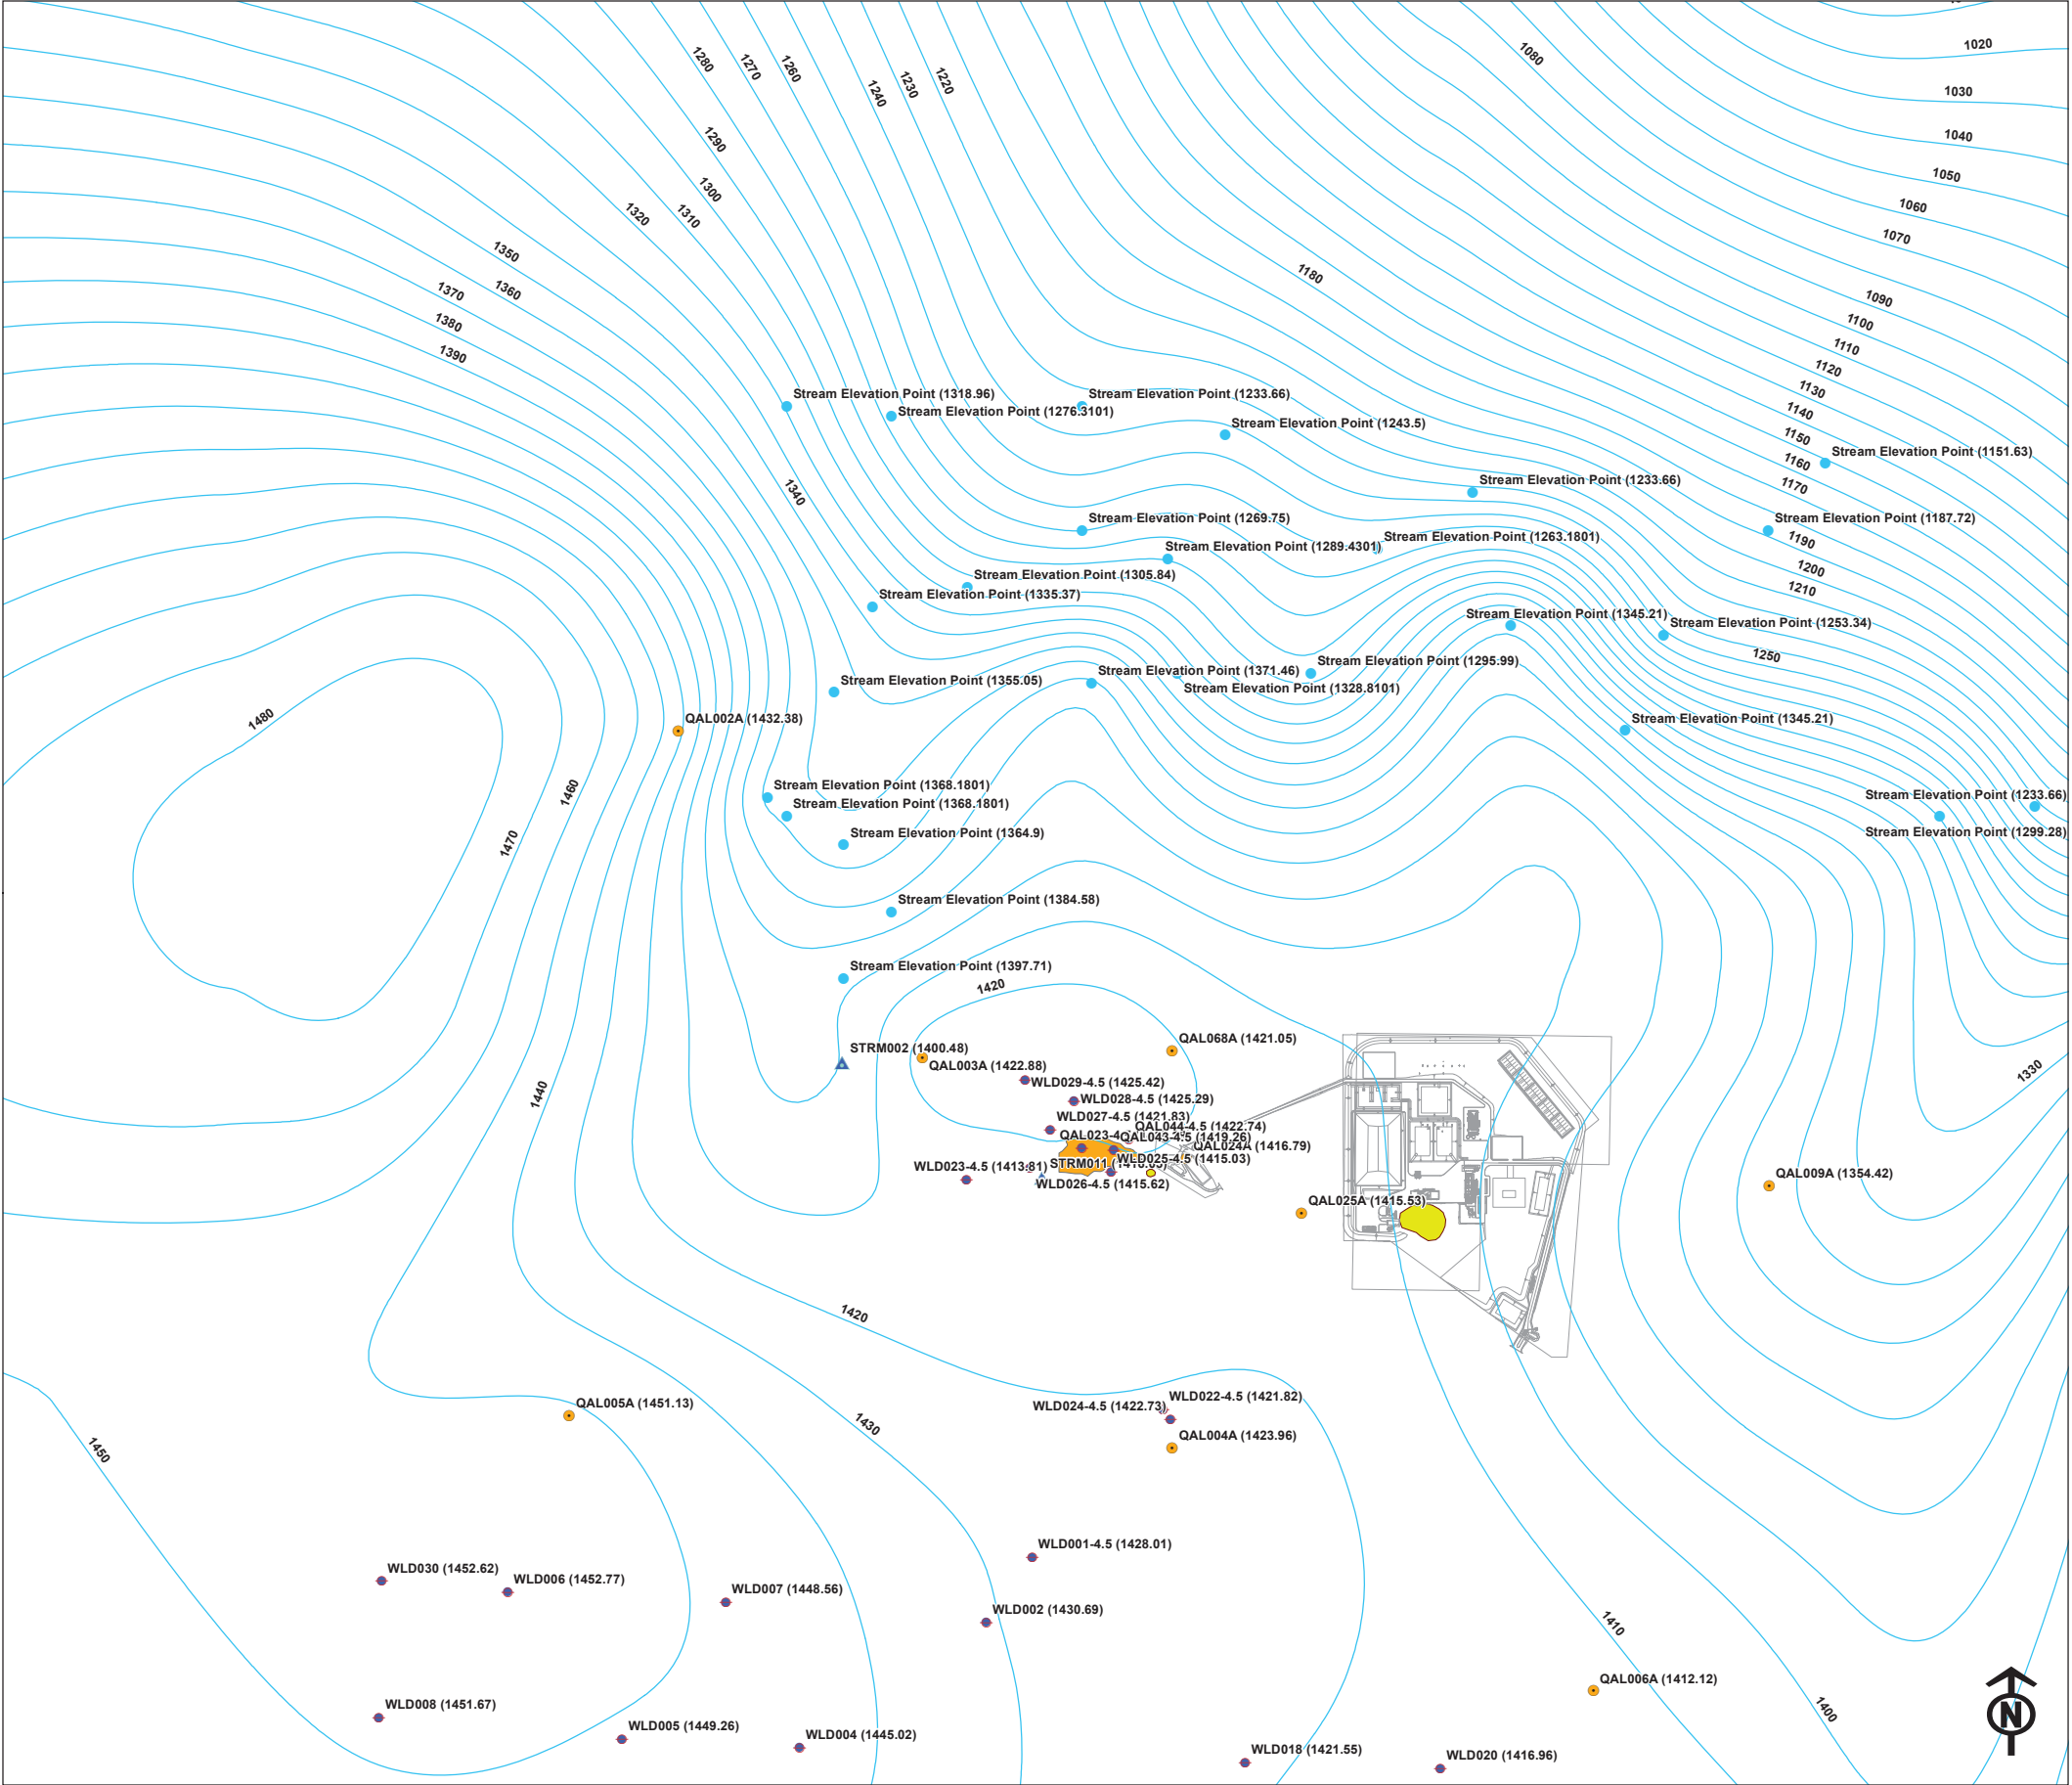 1020
1080
1280
1270
1260
1240
1230
1220
1030
1040
1290
1050
1300
1060
1320
1310
1070
1350
1180
1360
1370
1090
1380
1100
1390
1110
1120
1130
Stream Elevation Point (1318.96)
Stream Elevation Point (1233.66)
Stream Elevation Point (1276.3101)
1140
Stream Elevation Point (1243.5)
1150
Stream Elevation Point (1151.63)
1160
Stream Elevation Point (1233.66)
1170
1340
Stream Elevation Point (1269.75)
Stream Elevation Point (1187.72)
Stream Elevation Point (1263.1801)
1190
Stream Elevation Point (1289.4301)
1200
Stream Elevation Point (1305.84)
1210
Stream Elevation Point (1335.37)
Stream Elevation Point (1345.21)
Stream Elevation Point (1253.34)
1250
Stream Elevation Point (1295.99)
Stream Elevation Point (1371.46)
Stream Elevation Point (1355.05)
Stream Elevation Point (1328.8101)
1480
QAL002A (1432.38)
Stream Elevation Point (1345.21)
Stream Elevation Point (1368.1801)
1460
Stream Elevation Point (1233.66)
Stream Elevation Point (1368.1801)
Stream Elevation Point (1364.9)
Stream Elevation Point (1299.28)
1470
Stream Elevation Point (1384.58)
Stream Elevation Point (1397.71)
1420
QAL068A (1421.05)
STRM002 (1400.48)
QAL003A (1422.88)
1330
WLD029-4.5 (1425.42)
1440
WLD028-4.5 (1425.29)
WLD027-4.5 (1421.83)
QAL044-4.5 (1422.74)
QAL023-4
QAL043-4.5 (1419.26)
QAL024A (1416.79)
WLD025-4.5 (1415.03)
WLD023-4.5 (1413.81)
STRM011
WLD026-4.5 (1415.62)
QAL009A (1354.42)
QAL025A (1415.53)
1420
WLD022-4.5 (1421.82)
WLD024-4.5 (1422.73)
QAL005A (1451.13)
1430
QAL004A (1423.96)
1450
WLD001-4.5 (1428.01)
WLD030 (1452.62)
WLD006 (1452.77)
WLD007 (1448.56)
WLD002 (1430.69)
1410
QAL006A (1412.12)
WLD008 (1451.67)
1400
N
WLD005 (1449.26)
WLD004 (1445.02)
WLD018 (1421.55)
WLD020 (1416.96)